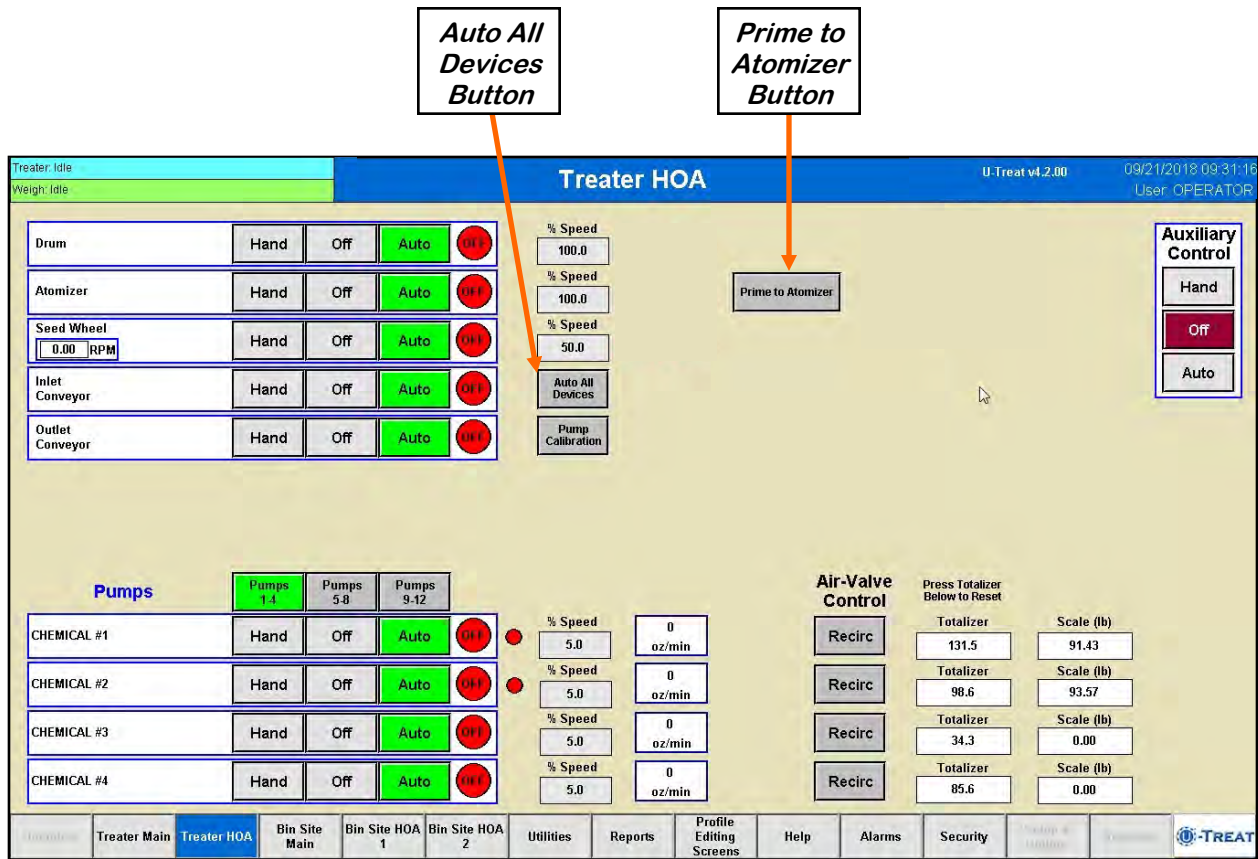 Auto All
Devices
Button
Prime to
Atomizer
Button
Treater: Idle
Weigh: Idle
Treater HOA
U-Treat v4.2.00
09/21/2018 09:31:16
User OPERATOR
Drum
Hand Off Auto OFF
% Speed
100.0
Atomizer
Hand Off Auto OFF
% Speed
100.0
Prime to Atomizer
Seed Wheel
0.00 RPM
Hand Off Auto OFF
% Speed
50.0
Inlet
Conveyor
Hand Off Auto OFF
Auto All
Devices
Outlet
Conveyor
Hand Off Auto OFF
Pump
Calibration
Auxiliary
Control
Hand
Off
Auto
Pumps
Pumps
1-4
Pumps
5-8
Pumps
9-12
Air-Valve
Control
Press Totalizer
Below to Reset
CHEMICAL #1
Hand Off Auto OFF
% Speed
5.0
0
oz/min
Recirc
Totalizer
131.5
Scale (lb)
91.43
CHEMICAL #2
Hand Off Auto OFF
% Speed
5.0
0
oz/min
Recirc
Totalizer
98.6
Scale (lb)
93.57
CHEMICAL #3
Hand Off Auto OFF
% Speed
5.0
0
oz/min
Recirc
Totalizer
34.3
Scale (lb)
0.00
CHEMICAL #4
Hand Off Auto OFF
% Speed
5.0
0
oz/min
Recirc
Totalizer
85.6
Scale (lb)
0.00
Treater Main
Treater HOA
Bin Site
Main
Bin Site HOA
1
Bin Site HOA
2
Utilities
Reports
Profile
Editing
Screens
Help
Alarms
Security
U-TREAT